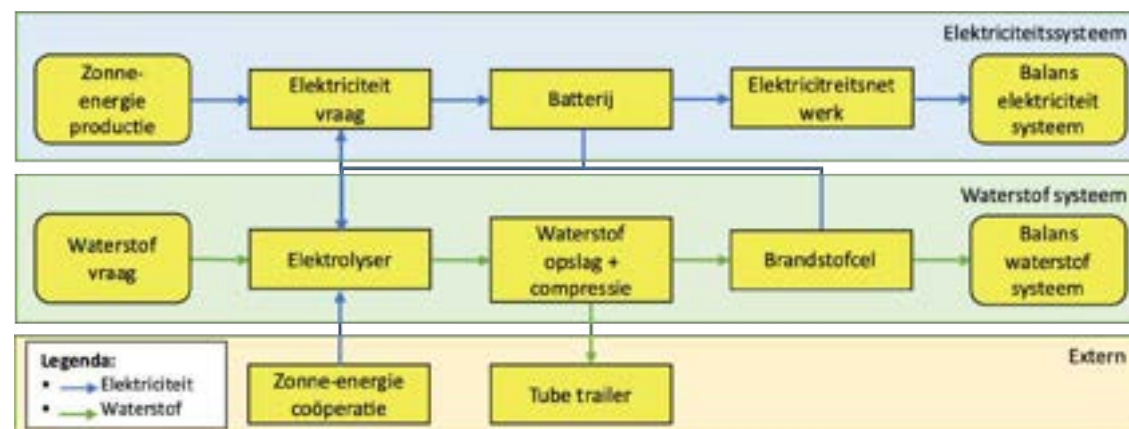 Elektriciteitssysteem
Zonne-
energie
productie
Elektriciteit
vraag
Batterij
Elektricitreitsnet
werk
Balans
elektriciteit
systeem
Waterstof systeem
Waterstof
vraag
Elektrolyser
Waterstof
opslag +
compressie
Brandstofcel
Balans
waterstof
systeem
Extern
Legenda:
• Elektriciteit
• Waterstof
Zonne-energie
coöperatie
Tube trailer